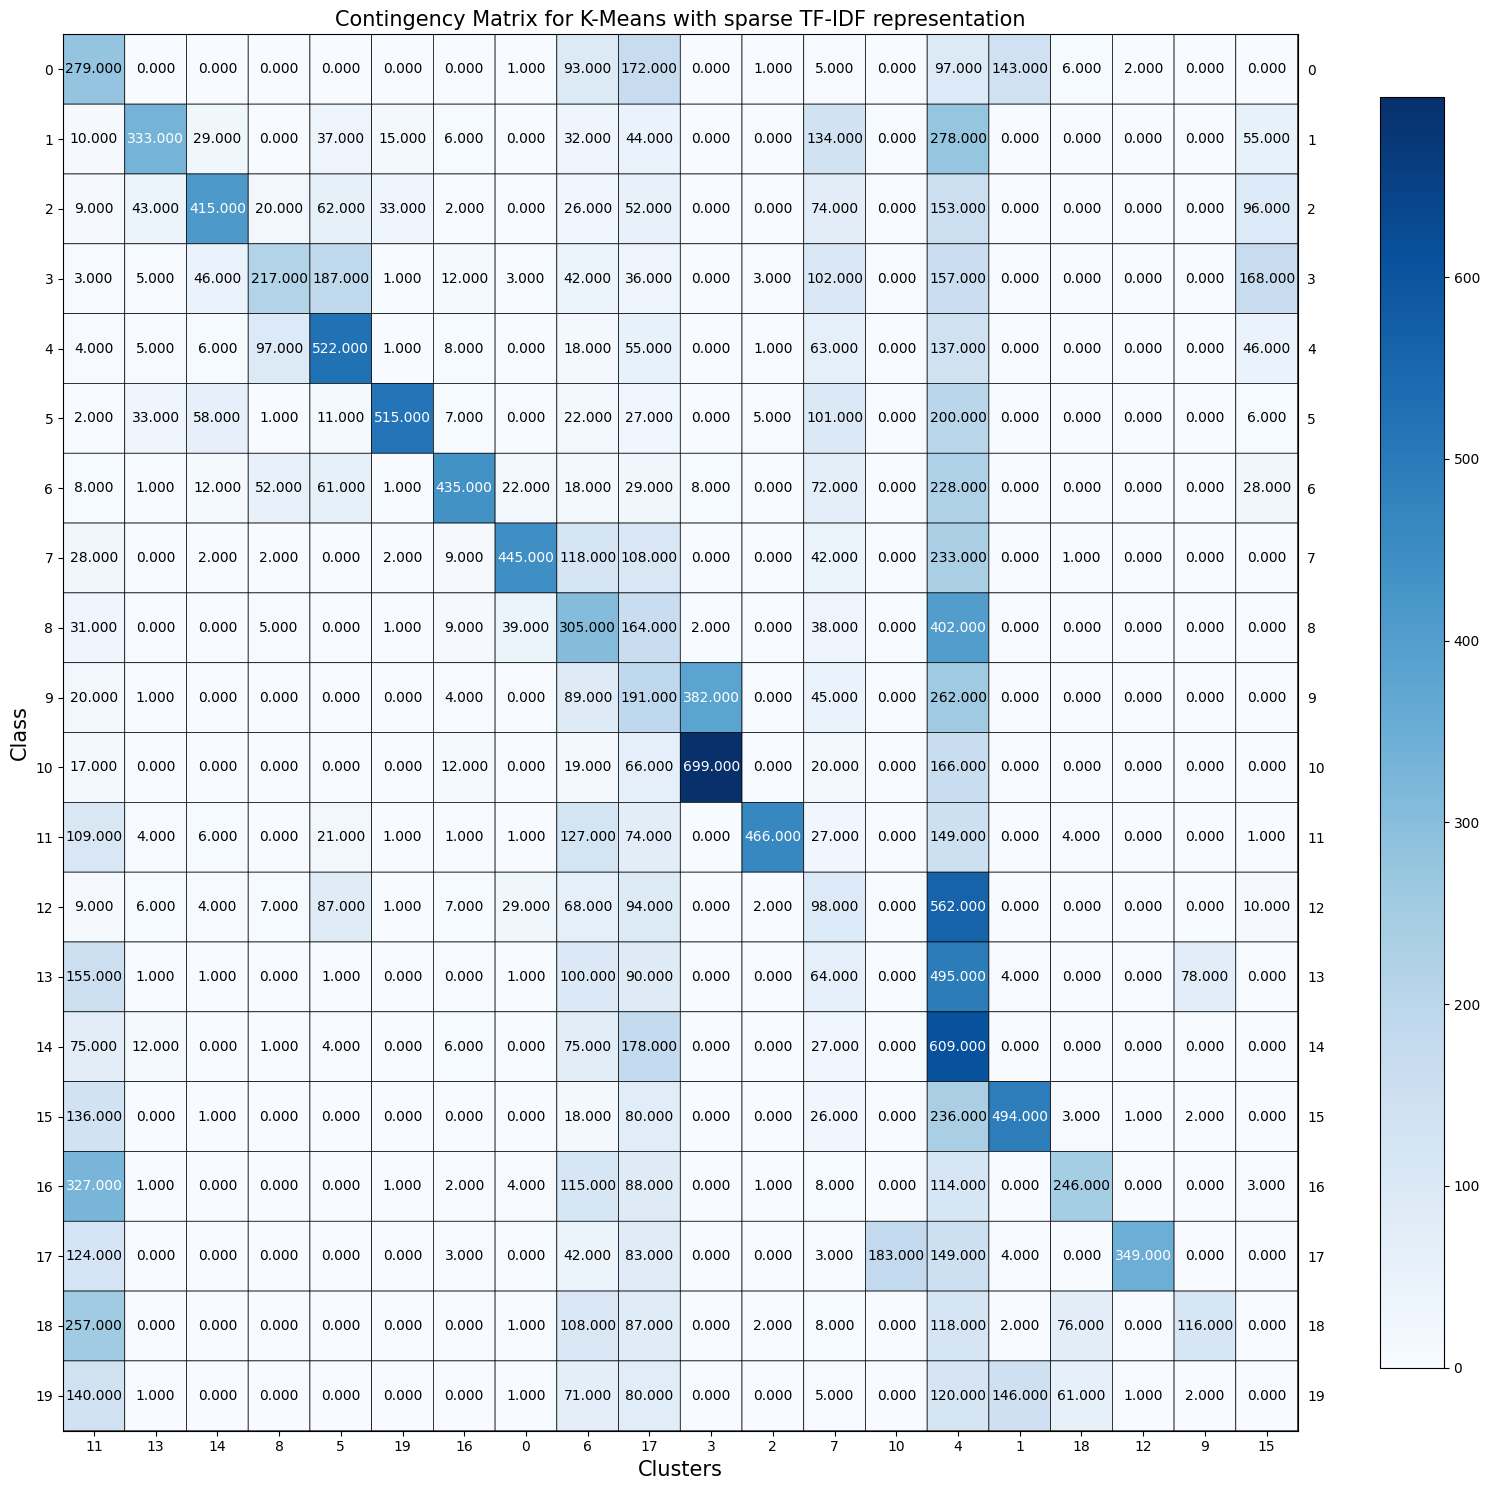 Contingency Matrix for K-Means with sparse TF-IDF representation
0 279.000 0.000 0.000 0.000 0.000 0.000 0.000 1.000 93.000 172.000 0.000 1.000 5.000 0.000 97.000 143.000 6.000 2.000 0.000 0.000 0
1 10.000 333.000 29.000 0.000 37.000 15.000 6.000 0.000 32.000 44.000 0.000 0.000 134.000 0.000 278.000 0.000 0.000 0.000 0.000 55.000 1
2 9.000 43.000 415.000 20.000 62.000 33.000 2.000 0.000 26.000 52.000 0.000 0.000 74.000 0.000 153.000 0.000 0.000 0.000 0.000 96.000 2
3 3.000 5.000 46.000 217.000 187.000 1.000 12.000 3.000 42.000 36.000 0.000 3.000 102.000 0.000 157.000 0.000 0.000 0.000 0.000 168.000 3
4 4.000 5.000 6.000 97.000 522.000 1.000 8.000 0.000 18.000 55.000 0.000 1.000 63.000 0.000 137.000 0.000 0.000 0.000 0.000 46.000 4
5 2.000 33.000 58.000 1.000 11.000 515.000 7.000 0.000 22.000 27.000 0.000 5.000 101.000 0.000 200.000 0.000 0.000 0.000 0.000 6.000 5
6 8.000 1.000 12.000 52.000 61.000 1.000 435.000 22.000 18.000 29.000 8.000 0.000 72.000 0.000 228.000 0.000 0.000 0.000 0.000 28.000 6
7 28.000 0.000 2.000 2.000 0.000 2.000 9.000 445.000 118.000 108.000 0.000 0.000 42.000 0.000 233.000 0.000 1.000 0.000 0.000 0.000 7
8 31.000 0.000 0.000 5.000 0.000 1.000 9.000 39.000 305.000 164.000 2.000 0.000 38.000 0.000 402.000 0.000 0.000 0.000 0.000 0.000 8
9 20.000 1.000 0.000 0.000 0.000 0.000 4.000 0.000 89.000 191.000 382.000 0.000 45.000 0.000 262.000 0.000 0.000 0.000 0.000 0.000 9
10 17.000 0.000 0.000 0.000 0.000 0.000 12.000 0.000 19.000 66.000 699.000 0.000 20.000 0.000 166.000 0.000 0.000 0.000 0.000 0.000 10
11 109.000 4.000 6.000 0.000 21.000 1.000 1.000 1.000 127.000 74.000 0.000 466.000 27.000 0.000 149.000 0.000 4.000 0.000 0.000 1.000 11
12 9.000 6.000 4.000 7.000 87.000 1.000 7.000 29.000 68.000 94.000 0.000 2.000 98.000 0.000 562.000 0.000 0.000 0.000 0.000 10.000 12
13 155.000 1.000 1.000 0.000 1.000 0.000 0.000 1.000 100.000 90.000 0.000 0.000 64.000 0.000 495.000 4.000 0.000 0.000 78.000 0.000 13
14 75.000 12.000 0.000 1.000 4.000 0.000 6.000 0.000 75.000 178.000 0.000 0.000 27.000 0.000 609.000 0.000 0.000 0.000 0.000 0.000 14
15 136.000 0.000 1.000 0.000 0.000 0.000 0.000 0.000 18.000 80.000 0.000 0.000 26.000 0.000 236.000 494.000 3.000 1.000 2.000 0.000 15
16 327.000 1.000 0.000 0.000 0.000 1.000 2.000 4.000 115.000 88.000 0.000 1.000 8.000 0.000 114.000 0.000 246.000 0.000 0.000 3.000 16
17 124.000 0.000 0.000 0.000 0.000 0.000 3.000 0.000 42.000 83.000 0.000 0.000 3.000 183.000 149.000 4.000 0.000 349.000 0.000 0.000 17
18 257.000 0.000 0.000 0.000 0.000 0.000 0.000 1.000 108.000 87.000 0.000 2.000 8.000 0.000 118.000 2.000 76.000 0.000 116.000 0.000 18
19 140.000 1.000 0.000 0.000 0.000 0.000 0.000 1.000 71.000 80.000 0.000 0.000 5.000 0.000 120.000 146.000 61.000 1.000 2.000 0.000 19
11 13 14 8 5 19 16 0 6 17 3 2 7 10 4 1 18 12 9 15
Clusters
Class
600
500
400
300
200
100
0